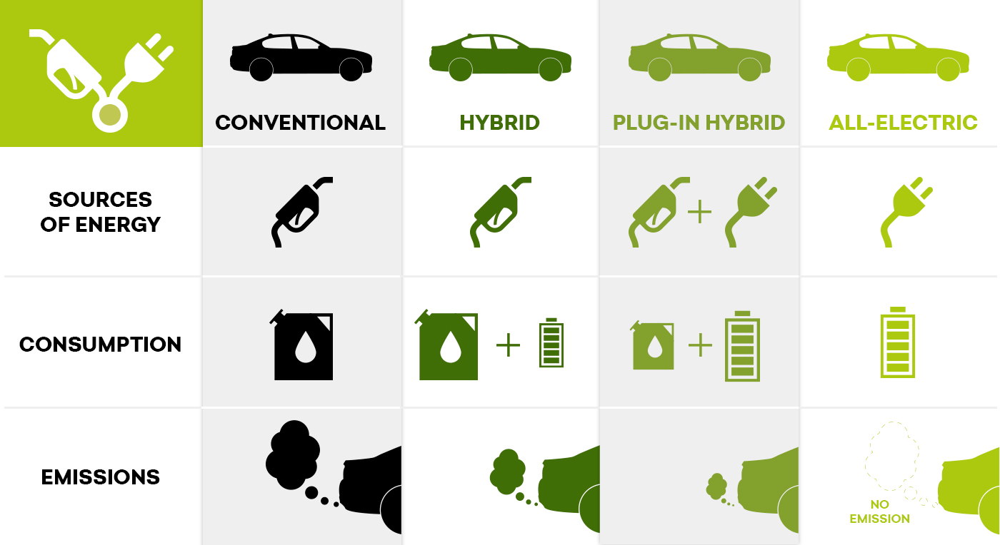 CONVENTIONAL
HYBRID
PLUG-IN HYBRID
ALL-ELECTRIC
SOURCES
OF ENERGY
CONSUMPTION
EMISSIONS
NO
EMISSION